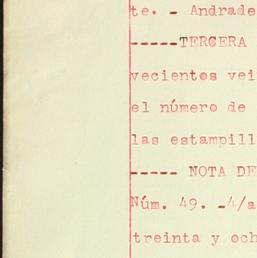 te. - Andrade
-----TERCERA
vecientos vei
el número de
las estampill
----- NOTA DE
Núm. 49. -4/a
treinta y och